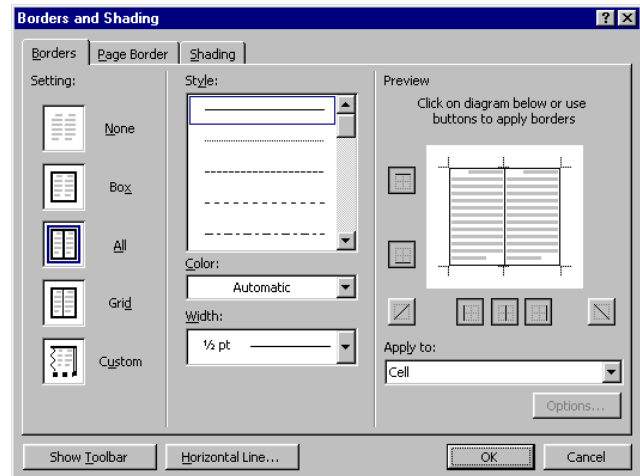 Borders and Shading
Borders
Page Border
Shading
Setting:
None
Box
All
Grid
Custom
Style:
Color:
Automatic
Width:
½ pt
Preview
Click on diagram below or use
buttons to apply borders
Apply to:
Cell
Options...
Show Toolbar
Horizontal Line...
OK
Cancel